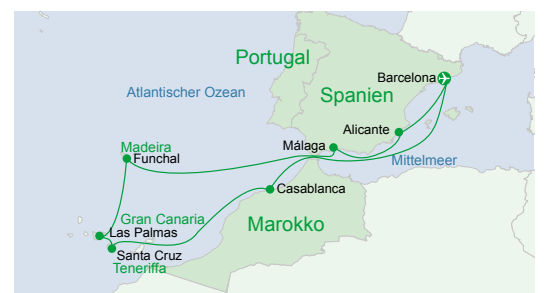 Portugal
Barcelona
Atlantischer Ozean
Spanien
Alicante
Málaga
Madeira
Funchal
Mittelmeer
Casablanca
Gran Canaria
Marokko
Las Palmas
Santa Cruz
Teneriffa